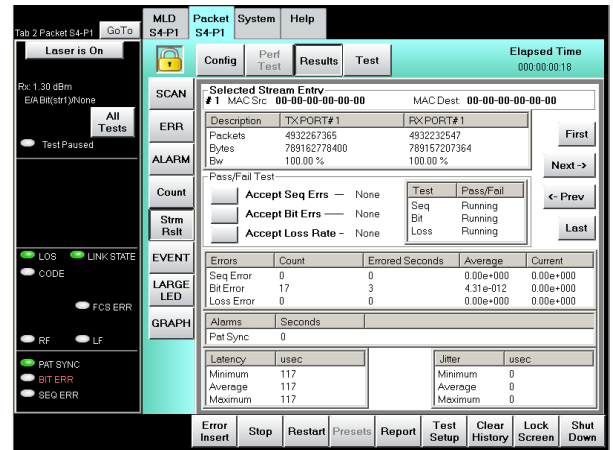 Tab 2 Packet S4-P1 GoTo
MLD S4-P1
Packet S4-P1
System
Help
Laser is On
Rx: 1.30 dBm
E/A Bit(str1)/None
All Tests
Test Paused
LOS LINK STATE
CODE
FCS ERR
RF LF
PAT SYNC
BIT ERR
SEQ ERR
SCAN
ERR
ALARM
Count
Strm Rslt
EVENT
LARGE LED
GRAPH
Config Perf Test Results Test
Elapsed Time
000:00:00:18
Selected Stream Entry
# 1 MAC Src 00-00-00-00-00-00 MAC Dest 00-00-00-00-00-00
Description TX PORT# 1 RX PORT# 1
Packets 4932267365 4932232547
Bytes 789162778400 789157207364
Bw 100.00 % 100.00 %
First
Next ->
<- Prev
Last
Pass/Fail Test
Accept Seq Errs — None
Accept Bit Errs —— None
Accept Loss Rate - None
Test Pass/Fail
Seq Running
Bit Running
Loss Running
Errors Count Errored Seconds Average Current
Seq Error 0 0 0.00e+000 0.00e+000
Bit Error 17 3 4.31e-012 0.00e+000
Loss Error 0 0.00e+000 0.00e+000
Alarms Seconds
Pat Sync 0
Latency usec
Minimum 117
Average 117
Maximum 117
Jitter usec
Minimum 0
Average 0
Maximum 0
Error Insert
Stop
Restart
Presets
Report
Test Setup
Clear History
Lock Screen
Shut Down